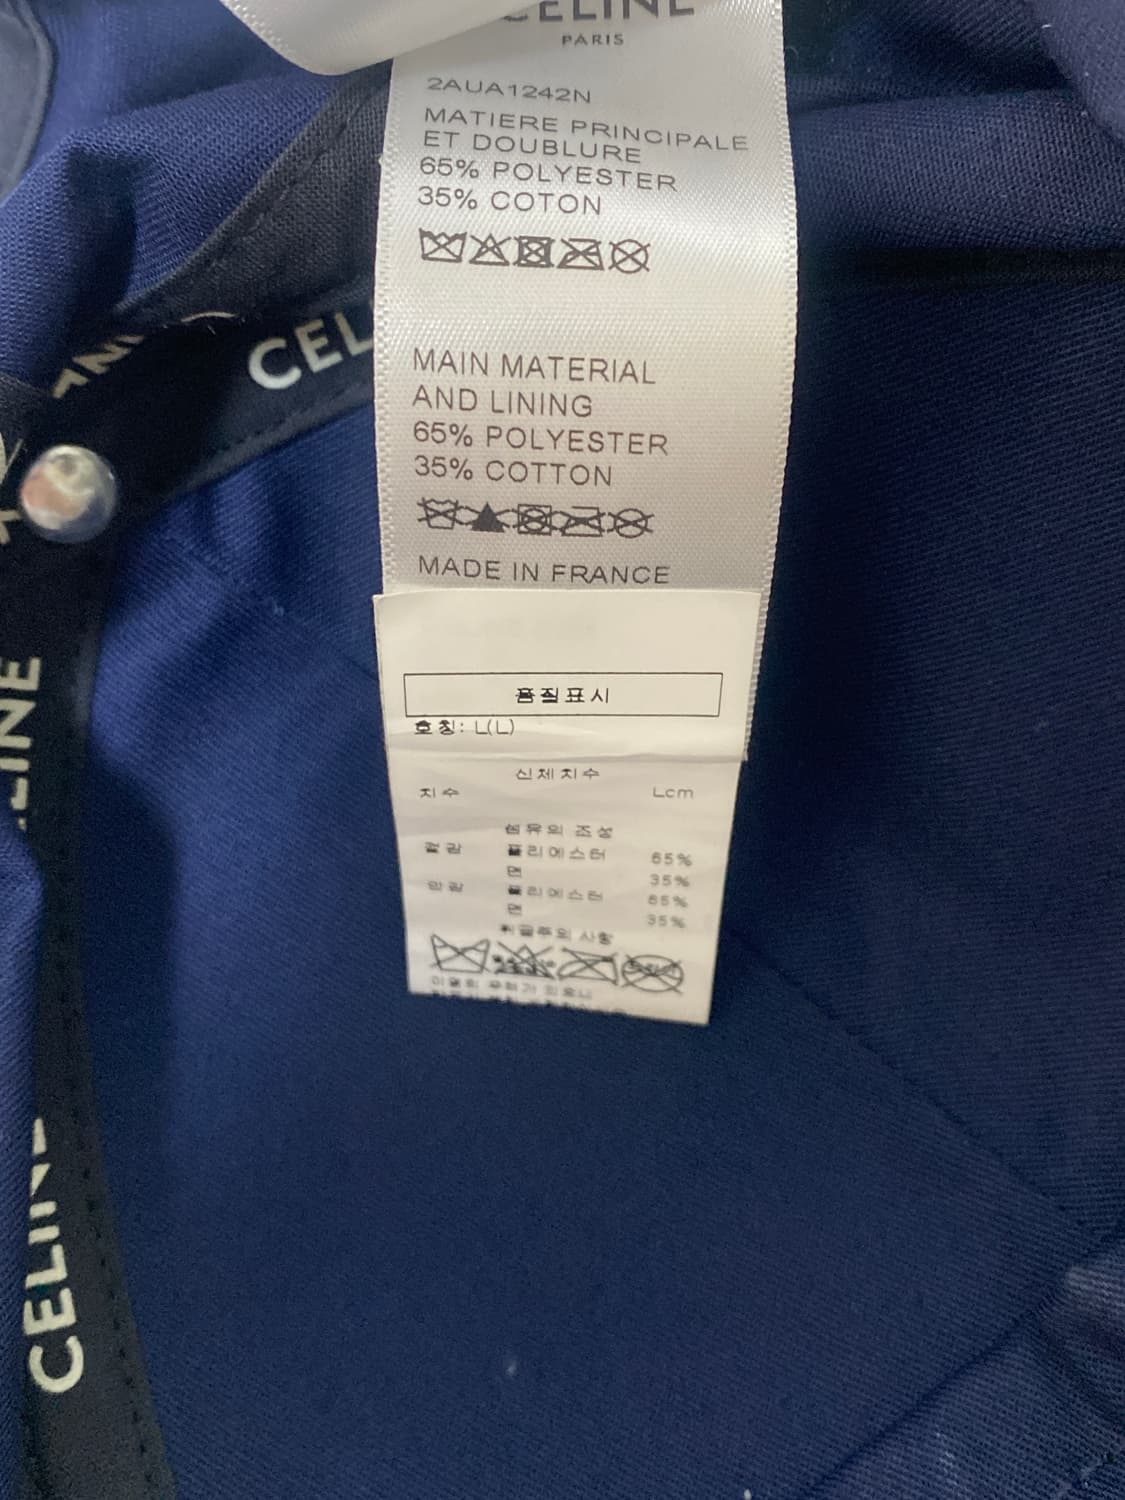 CELINE
PARIS
2AUA1242N
MATIERE PRINCIPALE
ET DOUBLURE
65% POLYESTER
35% COTON
CEL
MAIN MATERIAL
AND LINING
65% POLYESTER
35% COTTON
MADE IN FRANCE
품질표시
호칭: L(L)
신체치수
치수 Lcm
섬유의 조성
겉감 폴리에스터 65%
면 35%
안감 폴리에스터 65%
면 35%
취급주의 사항
CELINE
CELINE